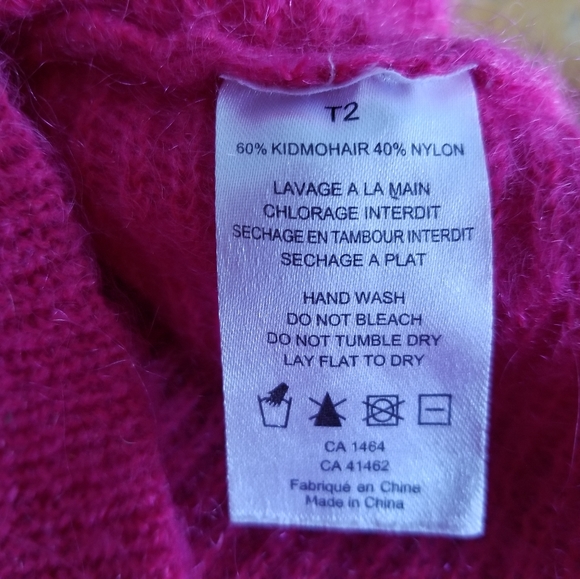 T2
60% KIDMOHAIR 40% NYLON
LAVAGE A LA MAIN
CHLORAGE INTERDIT
SECHAGE EN TAMBOUR INTERDIT
SECHAGE A PLAT
HAND WASH
DO NOT BLEACH
DO NOT TUMBLE DRY
LAY FLAT TO DRY
CA 1464
CA 41462
Fabriqué en Chine
Made in China